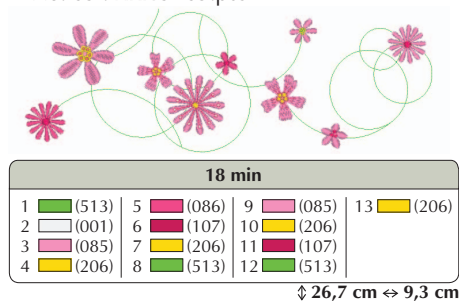 18 min
1 (513) 5 (086) 9 (085) 13 (206)
2 (001) 6 (107) 10 (206)
3 (085) 7 (206) 11 (107)
4 (206) 8 (513) 12 (513)
⇕ 26,7 cm ⇔ 9,3 cm